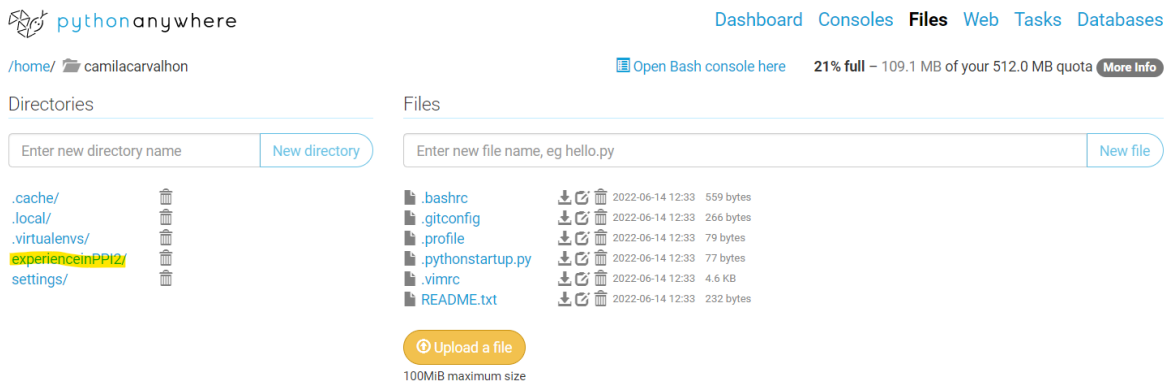 pythonanywhere
Dashboard Consoles Files Web Tasks Databases
/home/ camilacarvalhon
Open Bash console here 21% full – 109.1 MB of your 512.0 MB quota More Info
Directories
Files
Enter new directory name New directory
Enter new file name, eg hello.py New file
.cache/
.local/
.virtualenvs/
experienceinPPI2/
settings/
.bashrc 2022-06-14 12:33 559 bytes
.gitconfig 2022-06-14 12:33 266 bytes
.profile 2022-06-14 12:33 79 bytes
.pythonstartup.py 2022-06-14 12:33 77 bytes
.vimrc 2022-06-14 12:33 4.6 KB
README.txt 2022-06-14 12:33 232 bytes
Upload a file
100MiB maximum size